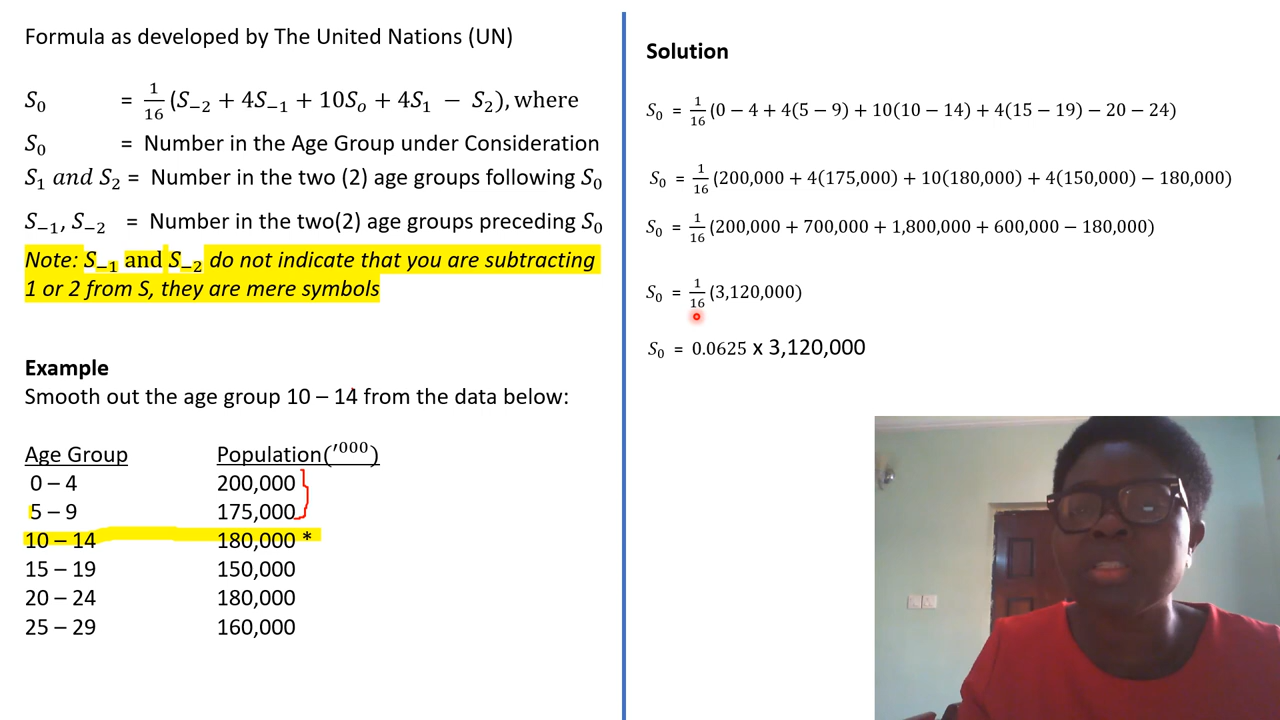 Formula as developed by The United Nations (UN)
S₀ = 1/16 (S₋₂ + 4S₋₁ + 10Sₒ + 4S₁ − S₂), where
S₀ = Number in the Age Group under Consideration
S₁ and S₂ = Number in the two (2) age groups following S₀
S₋₁, S₋₂ = Number in the two(2) age groups preceding S₀
Note: S₋₁ and S₋₂ do not indicate that you are subtracting
1 or 2 from S, they are mere symbols
Example
Smooth out the age group 10 – 14 from the data below:
Age Group Population(′⁰⁰⁰)
0 – 4 200,000
5 – 9 175,000
10 – 14 180,000 *
15 – 19 150,000
20 – 24 180,000
25 – 29 160,000
Solution
S₀ = 1/16 (0 − 4 + 4(5 − 9) + 10(10 − 14) + 4(15 − 19) − 20 − 24)
S₀ = 1/16 (200,000 + 4(175,000) + 10(180,000) + 4(150,000) − 180,000)
S₀ = 1/16 (200,000 + 700,000 + 1,800,000 + 600,000 − 180,000)
S₀ = 1/16 (3,120,000)
S₀ = 0.0625 x 3,120,000